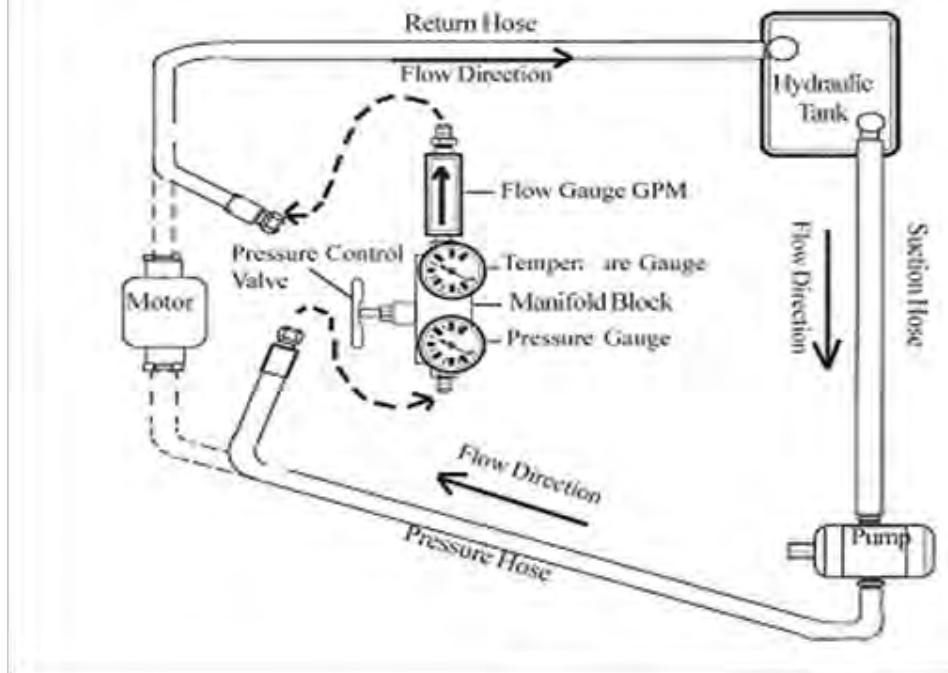 Return Hose
Flow Direction
Hydraulic
Tank
Flow Gauge GPM
Pressure Control
Valve
Gauge
Manifold Block
Motor
Pressure Gauge
Flow Direction
Suction Hose
Flow Direction
Pressure Hose
Pump